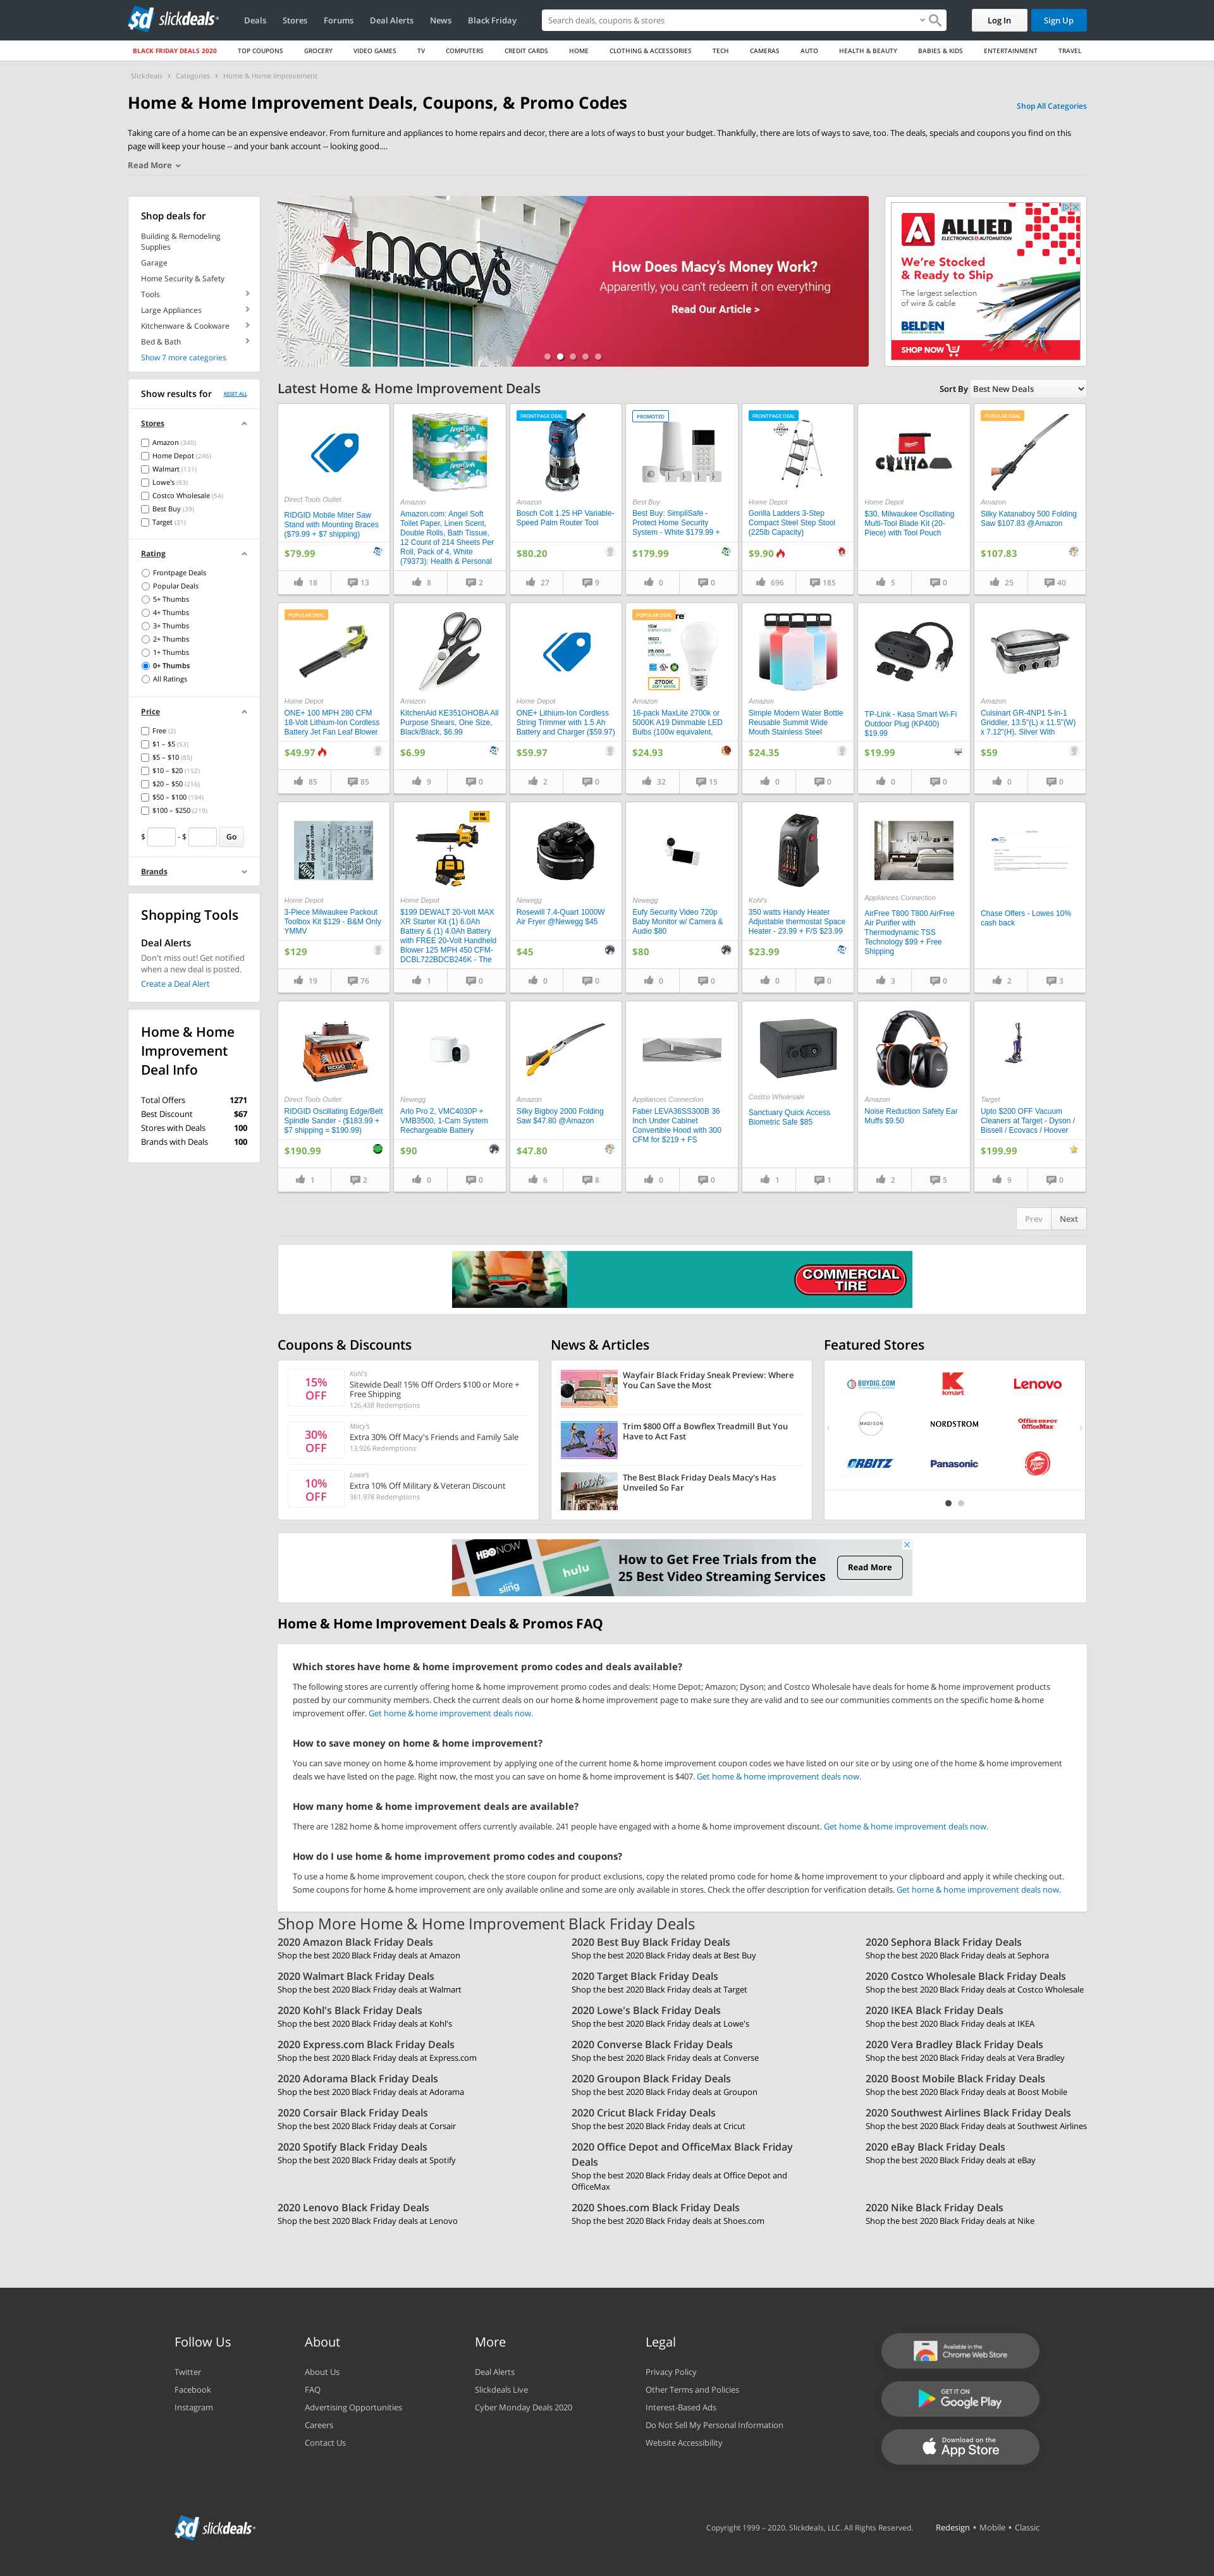 slickdeals
Deals
Stores
Forums
Deal Alerts
News
Black Friday
Search deals, coupons & stores
Log In
Sign Up
BLACK FRIDAY DEALS 2020
TOP COUPONS
GROCERY
VIDEO GAMES
TV
COMPUTERS
CREDIT CARDS
HOME
CLOTHING & ACCESSORIES
TECH
CAMERAS
AUTO
HEALTH & BEAUTY
BABIES & KIDS
ENTERTAINMENT
TRAVEL
Slickdeals > Categories > Home & Home Improvement
Home & Home Improvement Deals, Coupons, & Promo Codes
Shop All Categories
Taking care of a home can be an expensive endeavor. From furniture and appliances to home repairs and decor, there are a lots of ways to bust your budget. Thankfully, there are lots of ways to save, too. The deals, specials and coupons you find on this
page will keep your house -- and your bank account -- looking good....
Read More
Shop deals for
Building & Remodeling
Supplies
Garage
Home Security & Safety
Tools
Large Appliances
Kitchenware & Cookware
Bed & Bath
Show 7 more categories
macys
MEN'S HOME FURNITURE
How Does Macy's Money Work?
Apparently, you can't redeem it on everything
Read Our Article >
ALLIED
ELECTRONICS & AUTOMATION
We're Stocked
& Ready to Ship
The largest selection
of wire & cable
BELDEN
SHOP NOW
Show results for
RESET ALL
Stores
Amazon (340)
Home Depot (246)
Walmart (131)
Lowe's (83)
Costco Wholesale (54)
Best Buy (39)
Target (31)
Rating
Frontpage Deals
Popular Deals
5+ Thumbs
4+ Thumbs
3+ Thumbs
2+ Thumbs
1+ Thumbs
0+ Thumbs
All Ratings
Price
Free (2)
$1 – $5 (53)
$5 – $10 (85)
$10 – $20 (152)
$20 – $50 (216)
$50 – $100 (194)
$100 – $250 (219)
$ - $ Go
Brands
Shopping Tools
Deal Alerts
Don't miss out! Get notified
when a new deal is posted.
Create a Deal Alert
Home & Home
Improvement
Deal Info
Total Offers 1271
Best Discount $67
Stores with Deals 100
Brands with Deals 100
Latest Home & Home Improvement Deals
Sort By Best New Deals
Direct Tools Outlet
RIDGID Mobile Miter Saw
Stand with Mounting Braces
($79.99 + $7 shipping)
$79.99
18 13
Amazon
Amazon.com: Angel Soft
Toilet Paper, Linen Scent,
Double Rolls, Bath Tissue,
12 Count of 214 Sheets Per
Roll, Pack of 4, White
(79373): Health & Personal
8 2
FRONTPAGE DEAL
Amazon
Bosch Colt 1.25 HP Variable-
Speed Palm Router Tool
$80.20
27 9
PROMOTED
Best Buy
Best Buy: SimpliSafe -
Protect Home Security
System - White $179.99 +
$179.99
0 0
FRONTPAGE DEAL
Home Depot
Gorilla Ladders 3-Step
Compact Steel Step Stool
(225lb Capacity)
$9.90
696 185
Home Depot
$30, Milwaukee Oscillating
Multi-Tool Blade Kit (20-
Piece) with Tool Pouch
5 0
POPULAR DEAL
Amazon
Silky Katanaboy 500 Folding
Saw $107.83 @Amazon
$107.83
25 40
POPULAR DEAL
Home Depot
ONE+ 100 MPH 280 CFM
18-Volt Lithium-Ion Cordless
Battery Jet Fan Leaf Blower
$49.97
85 85
Amazon
KitchenAid KE351OHOBA All
Purpose Shears, One Size,
Black/Black, $6.99
$6.99
9 0
Home Depot
ONE+ Lithium-Ion Cordless
String Trimmer with 1.5 Ah
Battery and Charger ($59.97)
$59.97
2 0
POPULAR DEAL
15W
1600
2700K
Amazon
16-pack MaxLite 2700k or
5000K A19 Dimmable LED
Bulbs (100w equivalent,
$24.93
32 15
Amazon
Simple Modern Water Bottle
Reusable Summit Wide
Mouth Stainless Steel
$24.35
0 0
TP-Link - Kasa Smart Wi-Fi
Outdoor Plug (KP400)
$19.99
$19.99
0 0
Amazon
Cuisinart GR-4NP1 5-in-1
Griddler, 13.5"(L) x 11.5"(W)
x 7.12"(H), Silver With
$59
0 0
Home Depot
3-Piece Milwaukee Packout
Toolbox Kit $129 - B&M Only
YMMV
$129
19 76
Home Depot
$199 DEWALT 20-Volt MAX
XR Starter Kit (1) 6.0Ah
Battery & (1) 4.0Ah Battery
with FREE 20-Volt Handheld
Blower 125 MPH 450 CFM-
DCBL722BDCB246K - The
1 0
Newegg
Rosewill 7.4-Quart 1000W
Air Fryer @Newegg $45
$45
0 0
Newegg
Eufy Security Video 720p
Baby Monitor w/ Camera &
Audio $80
$80
0 0
Kohl's
350 watts Handy Heater
Adjustable thermostat Space
Heater - 23.99 + F/S $23.99
$23.99
0 0
Appliances Connection
AirFree T800 T800 AirFree
Air Purifier with
Thermodynamic TSS
Technology $99 + Free
Shipping
3 0
Chase Offers - Lowes 10%
cash back
2 3
Direct Tools Outlet
RIDGID Oscillating Edge/Belt
Spindle Sander - ($183.99 +
$7 shipping = $190.99)
$190.99
1 2
Newegg
Arlo Pro 2, VMC4030P +
VMB3500, 1-Cam System
Rechargeable Battery
$90
0 0
Amazon
Silky Bigboy 2000 Folding
Saw $47.80 @Amazon
$47.80
6 8
Appliances Connection
Faber LEVA36SS300B 36
Inch Under Cabinet
Convertible Hood with 300
CFM for $219 + FS
0 0
Costco Wholesale
Sanctuary Quick Access
Biometric Safe $85
1 1
Amazon
Noise Reduction Safety Ear
Muffs $9.50
2 5
Target
Upto $200 OFF Vacuum
Cleaners at Target - Dyson /
Bissell / Ecovacs / Hoover
$199.99
9 0
Prev Next
COMMERCIAL
TIRE
Coupons & Discounts
15%
OFF
Kohl's
Sitewide Deal! 15% Off Orders $100 or More +
Free Shipping
126,438 Redemptions
30%
OFF
Macy's
Extra 30% Off Macy's Friends and Family Sale
13,926 Redemptions
10%
OFF
Lowe's
Extra 10% Off Military & Veteran Discount
361,978 Redemptions
News & Articles
Wayfair Black Friday Sneak Preview: Where
You Can Save the Most
Trim $800 Off a Bowflex Treadmill But You
Have to Act Fast
The Best Black Friday Deals Macy's Has
Unveiled So Far
Featured Stores
BUYDIG.COM
kmart
Lenovo
MADISON
NORDSTROM
Office DEPOT
OfficeMax
ORBITZ
Panasonic
Pizza Hut
HBO NOW
hulu
sling
How to Get Free Trials from the
25 Best Video Streaming Services
Read More
Home & Home Improvement Deals & Promos FAQ
Which stores have home & home improvement promo codes and deals available?
The following stores are currently offering home & home improvement promo codes and deals: Home Depot; Amazon; Dyson; and Costco Wholesale have deals for home & home improvement products
posted by our community members. Check the current deals on our home & home improvement page to make sure they are valid and to see our communities comments on the specific home & home
improvement offer. Get home & home improvement deals now.
How to save money on home & home improvement?
You can save money on home & home improvement by applying one of the current home & home improvement coupon codes we have listed on our site or by using one of the home & home improvement
deals we have listed on the page. Right now, the most you can save on home & home improvement is $407. Get home & home improvement deals now.
How many home & home improvement deals are available?
There are 1282 home & home improvement offers currently available. 241 people have engaged with a home & home improvement discount. Get home & home improvement deals now.
How do I use home & home improvement promo codes and coupons?
To use a home & home improvement coupon, check the store coupon for product exclusions, copy the related promo code for home & home improvement to your clipboard and apply it while checking out.
Some coupons for home & home improvement are only available online and some are only available in stores. Check the offer description for verification details. Get home & home improvement deals now.
Shop More Home & Home Improvement Black Friday Deals
2020 Amazon Black Friday Deals
Shop the best 2020 Black Friday deals at Amazon
2020 Best Buy Black Friday Deals
Shop the best 2020 Black Friday deals at Best Buy
2020 Sephora Black Friday Deals
Shop the best 2020 Black Friday deals at Sephora
2020 Walmart Black Friday Deals
Shop the best 2020 Black Friday deals at Walmart
2020 Target Black Friday Deals
Shop the best 2020 Black Friday deals at Target
2020 Costco Wholesale Black Friday Deals
Shop the best 2020 Black Friday deals at Costco Wholesale
2020 Kohl's Black Friday Deals
Shop the best 2020 Black Friday deals at Kohl's
2020 Lowe's Black Friday Deals
Shop the best 2020 Black Friday deals at Lowe's
2020 IKEA Black Friday Deals
Shop the best 2020 Black Friday deals at IKEA
2020 Express.com Black Friday Deals
Shop the best 2020 Black Friday deals at Express.com
2020 Converse Black Friday Deals
Shop the best 2020 Black Friday deals at Converse
2020 Vera Bradley Black Friday Deals
Shop the best 2020 Black Friday deals at Vera Bradley
2020 Adorama Black Friday Deals
Shop the best 2020 Black Friday deals at Adorama
2020 Groupon Black Friday Deals
Shop the best 2020 Black Friday deals at Groupon
2020 Boost Mobile Black Friday Deals
Shop the best 2020 Black Friday deals at Boost Mobile
2020 Corsair Black Friday Deals
Shop the best 2020 Black Friday deals at Corsair
2020 Cricut Black Friday Deals
Shop the best 2020 Black Friday deals at Cricut
2020 Southwest Airlines Black Friday Deals
Shop the best 2020 Black Friday deals at Southwest Airlines
2020 Spotify Black Friday Deals
Shop the best 2020 Black Friday deals at Spotify
2020 Office Depot and OfficeMax Black Friday
Deals
Shop the best 2020 Black Friday deals at Office Depot and
OfficeMax
2020 eBay Black Friday Deals
Shop the best 2020 Black Friday deals at eBay
2020 Lenovo Black Friday Deals
Shop the best 2020 Black Friday deals at Lenovo
2020 Shoes.com Black Friday Deals
Shop the best 2020 Black Friday deals at Shoes.com
2020 Nike Black Friday Deals
Shop the best 2020 Black Friday deals at Nike
Follow Us
Twitter
Facebook
Instagram
About
About Us
FAQ
Advertising Opportunities
Careers
Contact Us
More
Deal Alerts
Slickdeals Live
Cyber Monday Deals 2020
Legal
Privacy Policy
Other Terms and Policies
Interest-Based Ads
Do Not Sell My Personal Information
Website Accessibility
Available in the
Chrome Web Store
GET IT ON
Google Play
Download on the
App Store
slickdeals
Copyright 1999 – 2020. Slickdeals, LLC. All Rights Reserved.
Redesign • Mobile • Classic